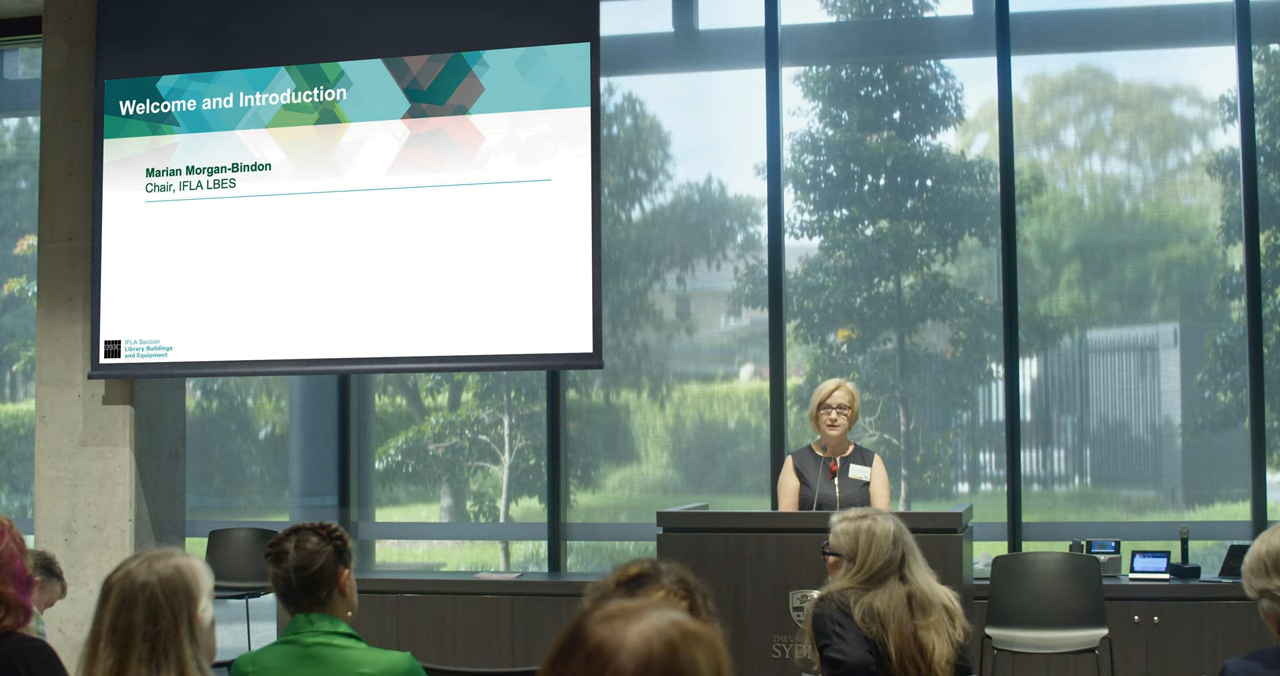 Welcome and Introduction
Marian Morgan-Bindon
Chair, IFLA LBES
IFLA Section
Library Buildings
and Equipment